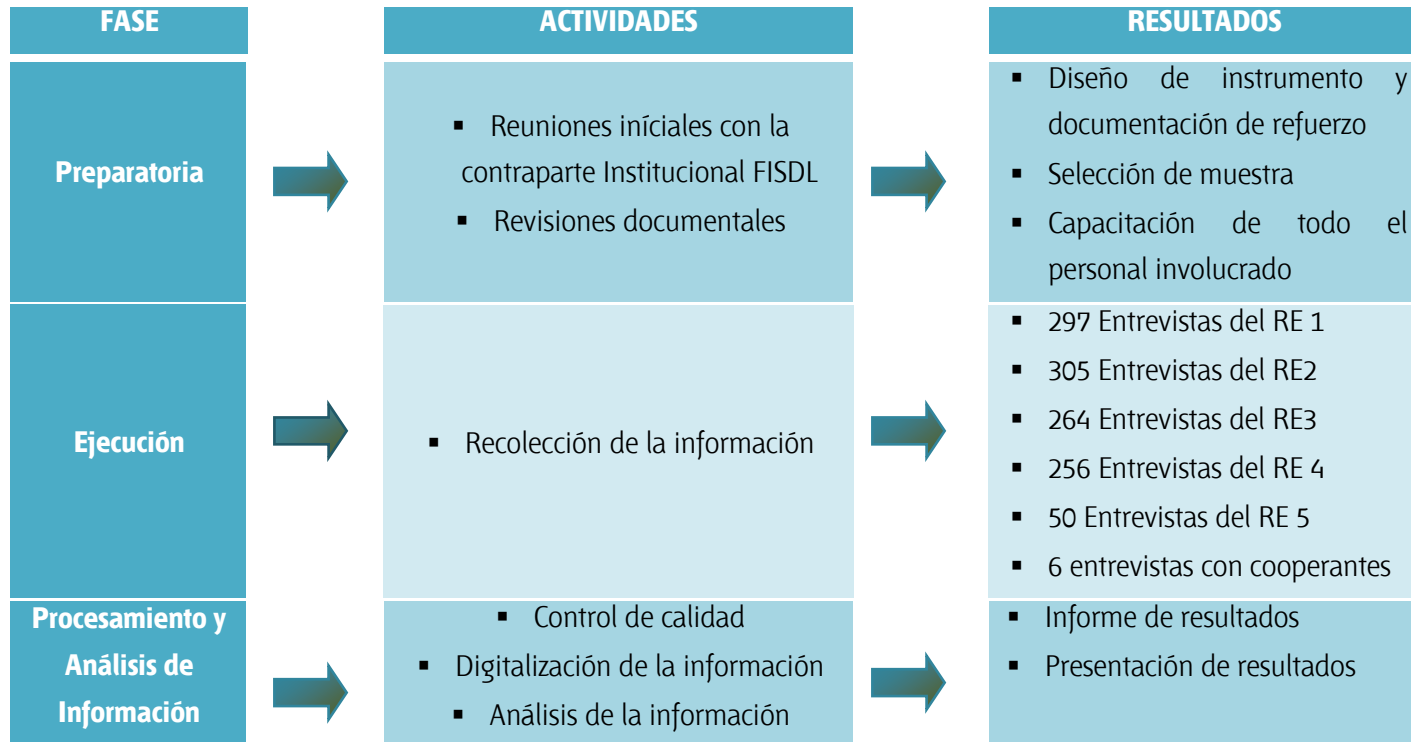 FASE
ACTIVIDADES
RESULTADOS
Preparatoria
▪ Reuniones iníciales con la
contraparte Institucional FISDL
▪ Revisiones documentales
▪ Diseño de instrumento y
documentación de refuerzo
▪ Selección de muestra
▪ Capacitación de todo el
personal involucrado
Ejecución
▪ Recolección de la información
▪ 297 Entrevistas del RE 1
▪ 305 Entrevistas del RE2
▪ 264 Entrevistas del RE3
▪ 256 Entrevistas del RE 4
▪ 50 Entrevistas del RE 5
▪ 6 entrevistas con cooperantes
Procesamiento y
Análisis de
Información
▪ Control de calidad
▪ Digitalización de la información
▪ Análisis de la información
▪ Informe de resultados
▪ Presentación de resultados